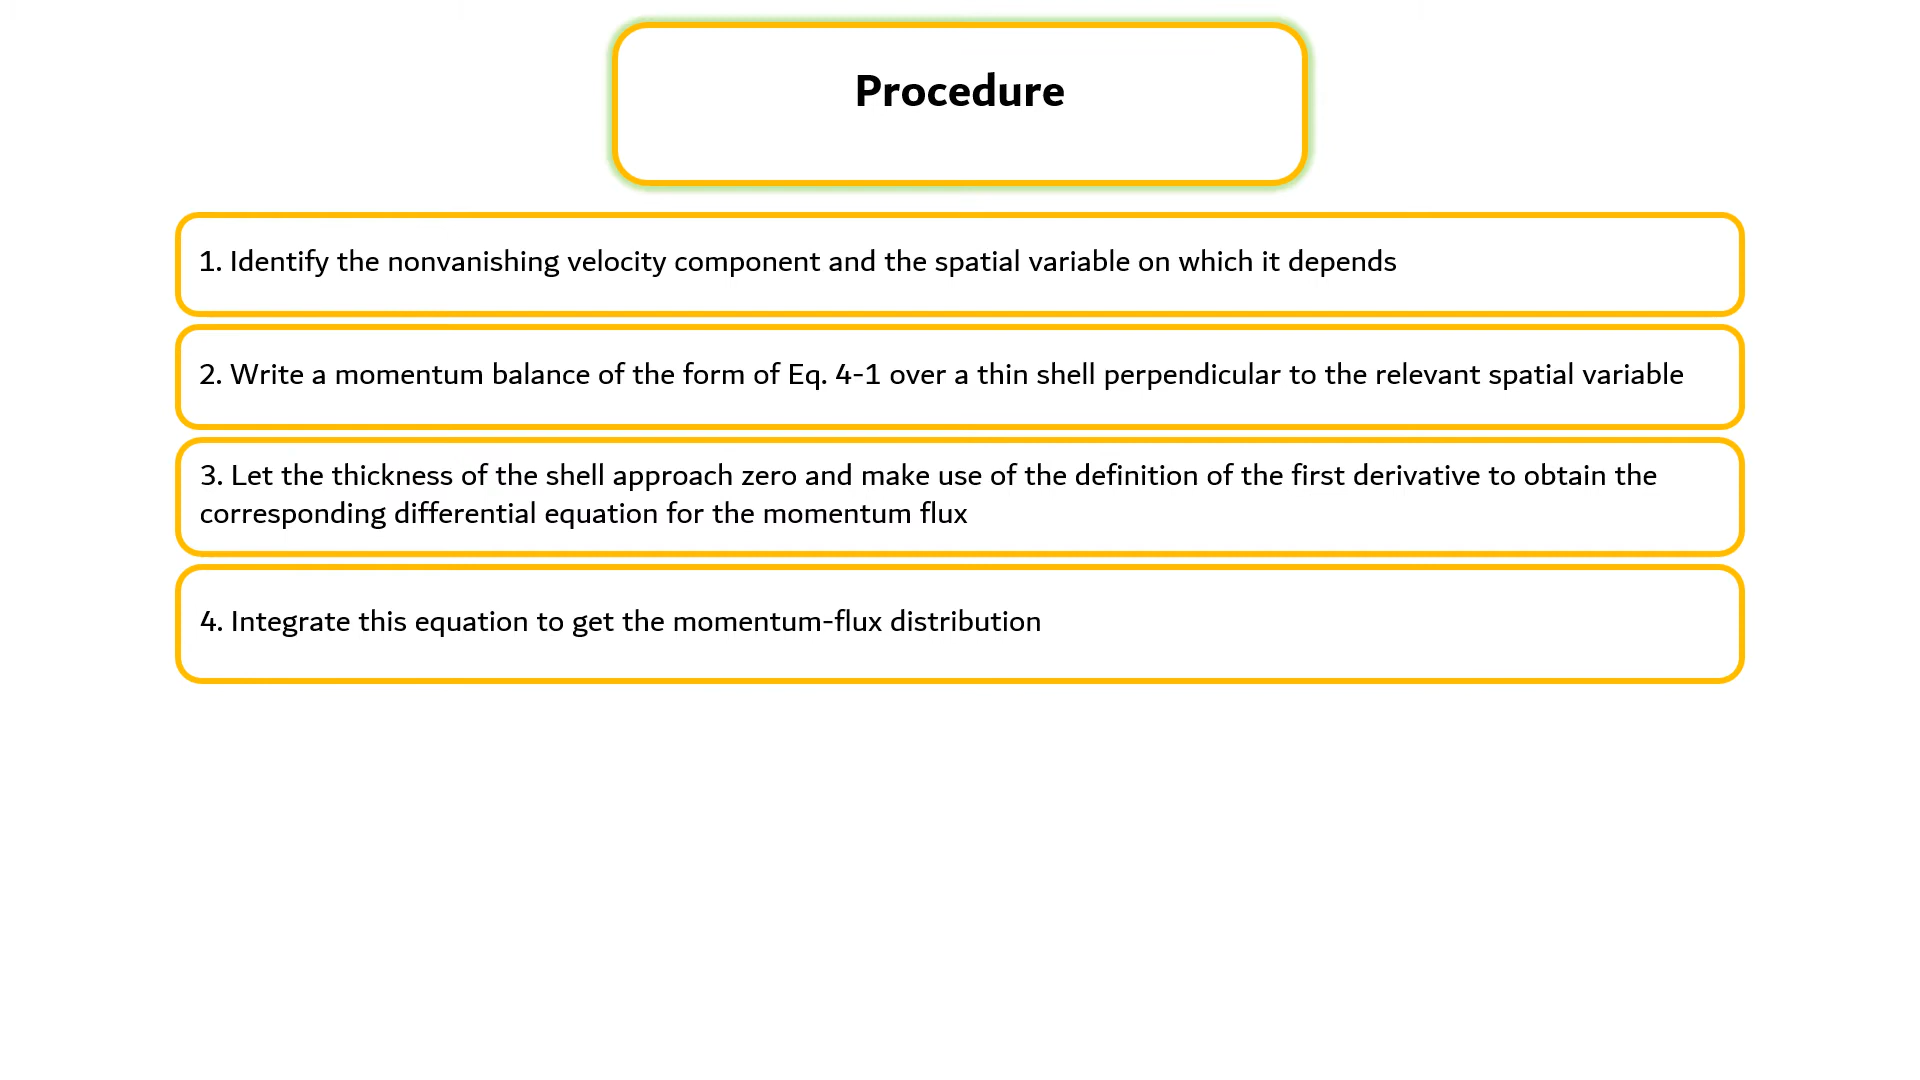 Procedure
1. Identify the nonvanishing velocity component and the spatial variable on which it depends
2. Write a momentum balance of the form of Eq. 4-1 over a thin shell perpendicular to the relevant spatial variable
3. Let the thickness of the shell approach zero and make use of the definition of the first derivative to obtain the
corresponding differential equation for the momentum flux
4. Integrate this equation to get the momentum-flux distribution